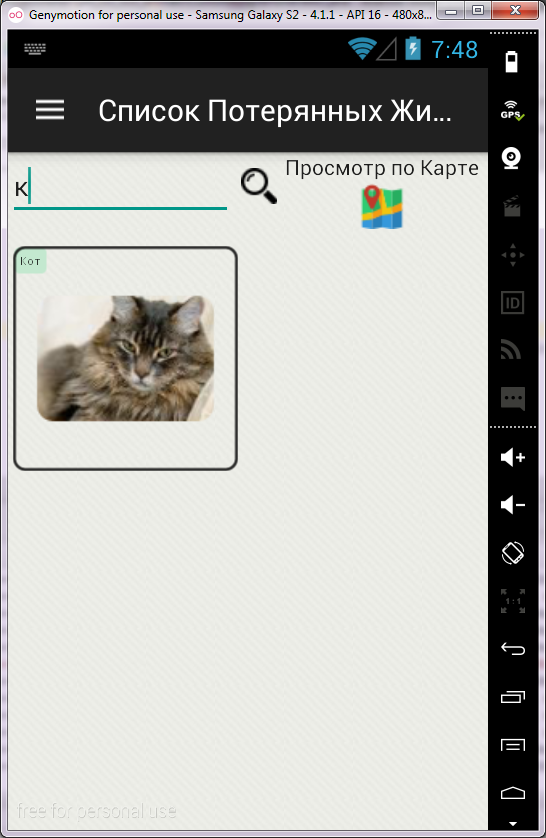 Genymotion for personal use - Samsung Galaxy S2 - 4.1.1 - API 16 - 480x8...
7:48
Список Потерянных Жи...
GPS
к
Просмотр по Карте
ID
Кот
1:1
free for personal use